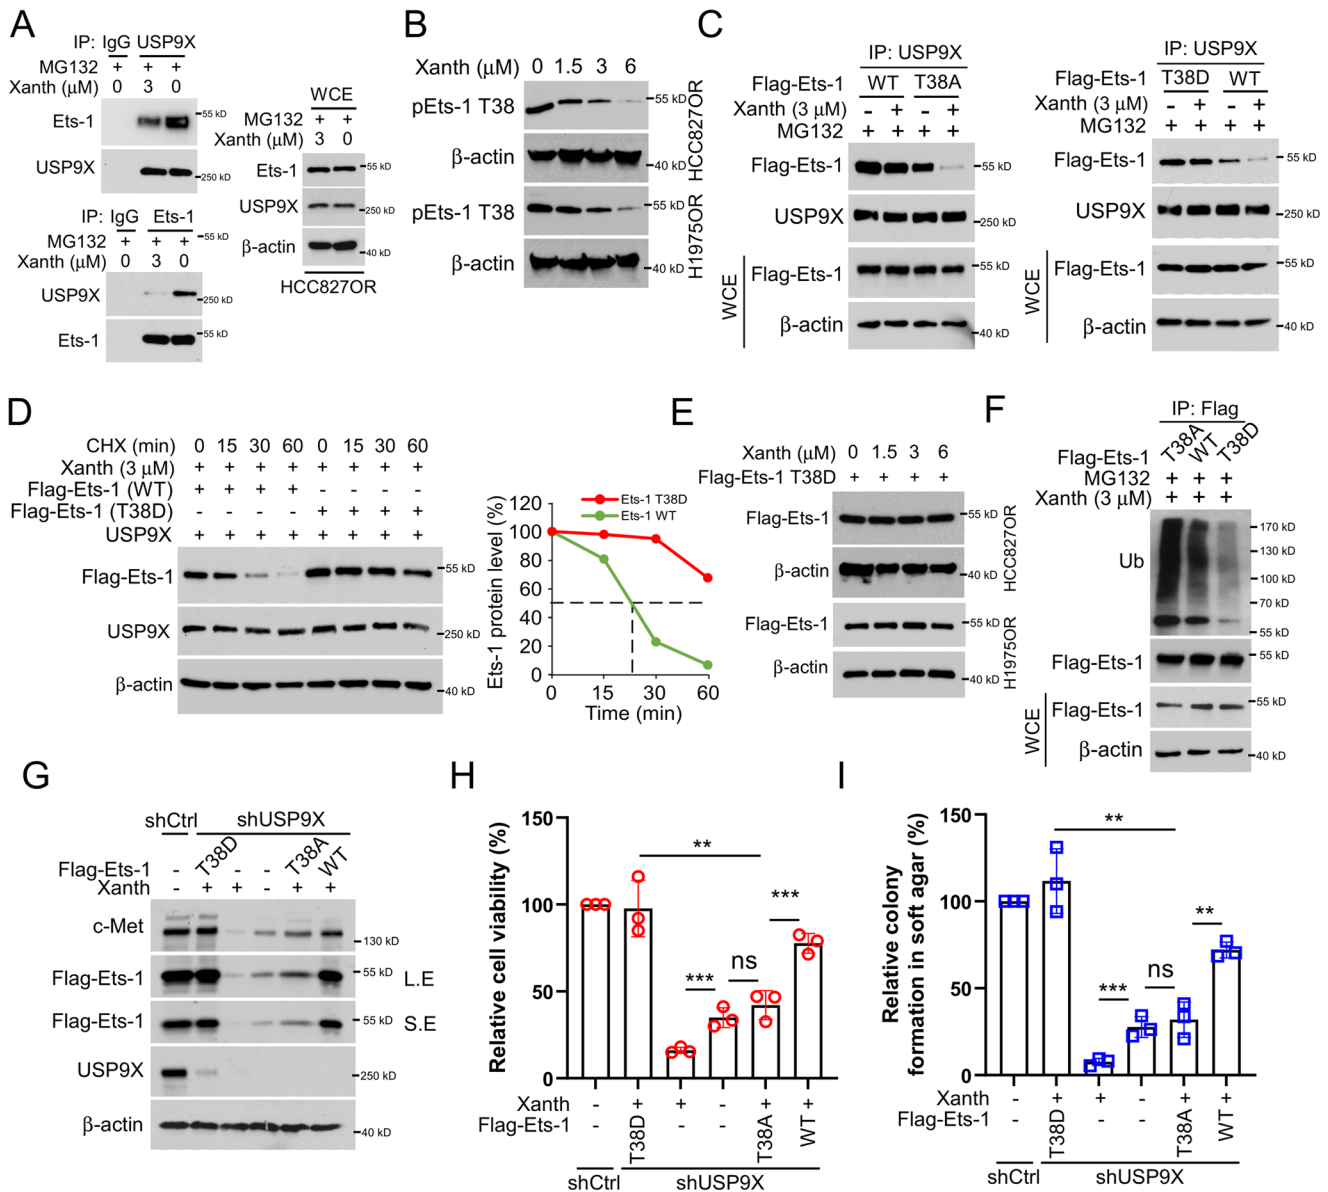 A
IP: IgG USP9X
MG132 + + +
Xanth (μM) 0 3 0
Ets-1
55 kD
USP9X
250 kD
IP: IgG Ets-1
55 kD
MG132 + + +
Xanth (μM) 0 3 0
USP9X
250 kD
Ets-1
55 kD
WCE
MG132 + +
Xanth (μM) 3 0
Ets-1
55 kD
USP9X
250 kD
β-actin
40 kD
HCC827OR
B
Xanth (μM) 0 1.5 3 6
pEts-1 T38
55 kD
β-actin
40 kD
HCC827OR
pEts-1 T38
55 kD
β-actin
40 kD
H1975OR
C
IP: USP9X
Flag-Ets-1 WT T38A
Xanth (3 μM) - + - +
MG132 + + + +
Flag-Ets-1
55 kD
USP9X
250 kD
WCE
Flag-Ets-1
55 kD
β-actin
40 kD
IP: USP9X
Flag-Ets-1 T38D WT
Xanth (3 μM) - + - +
MG132 + + + +
Flag-Ets-1
55 kD
USP9X
250 kD
WCE
Flag-Ets-1
55 kD
β-actin
40 kD
D
CHX (min) 0 15 30 60 0 15 30 60
Xanth (3 μM) + + + + + + + +
Flag-Ets-1 (WT) + + + + - - - -
Flag-Ets-1 (T38D) - - - - + + + +
USP9X + + + + + + + +
Flag-Ets-1
55 kD
USP9X
250 kD
β-actin
40 kD
Ets-1 protein level (%)
120
100
80
60
40
20
0
Ets-1 T38D
Ets-1 WT
0 15 30 60
Time (min)
E
Xanth (μM) 0 1.5 3 6
Flag-Ets-1 T38D + + + +
Flag-Ets-1
55 kD
β-actin
40 kD
HCC827OR
Flag-Ets-1
55 kD
β-actin
40 kD
H1975OR
F
IP: Flag
Flag-Ets-1 T38A WT T38D
MG132 + + +
Xanth (3 μM) + + +
Ub
170 kD
130 kD
100 kD
70 kD
55 kD
Flag-Ets-1
55 kD
WCE
Flag-Ets-1
55 kD
β-actin
40 kD
G
shCtrl shUSP9X
Flag-Ets-1 - T38D - - T38A WT
Xanth - + + - + +
c-Met
130 kD
Flag-Ets-1
55 kD L.E
Flag-Ets-1
55 kD S.E
USP9X
250 kD
β-actin
40 kD
H
Relative cell viability (%)
150
100
50
0
**
***
ns
***
Xanth - + + - + +
Flag-Ets-1 - T38D - - T38A WT
shCtrl shUSP9X
I
Relative colony
formation in soft agar (%)
150
100
50
0
**
**
ns
***
Xanth - + + - + +
Flag-Ets-1 - T38D - - T38A WT
shCtrl shUSP9X